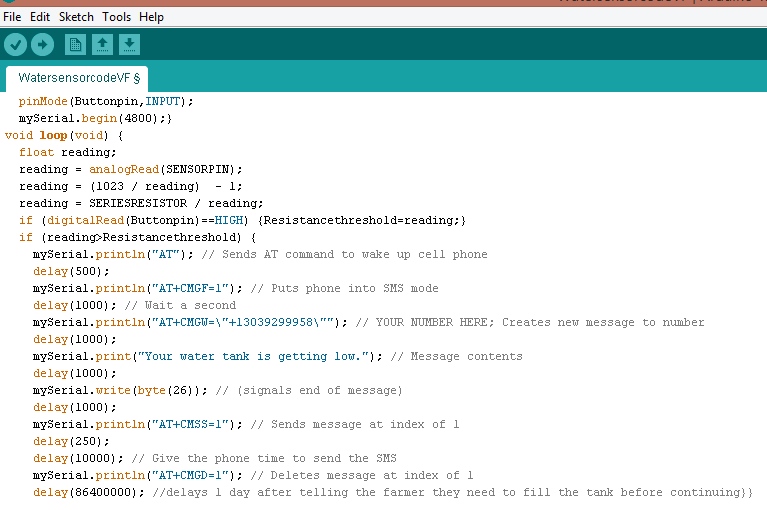 File Edit Sketch Tools Help
WatersensorcodeVF §
pinMode(Buttonpin,INPUT);
mySerial.begin(4800);}
void loop(void) {
float reading;
reading = analogRead(SENSORPIN);
reading = (1023 / reading) - 1;
reading = SERIESRESISTOR / reading;
if (digitalRead(Buttonpin)==HIGH) {Resistancethreshold=reading;}
if (reading>Resistancethreshold) {
mySerial.println("AT"); // Sends AT command to wake up cell phone
delay(500);
mySerial.println("AT+CMGF=1"); // Puts phone into SMS mode
delay(1000); // Wait a second
mySerial.println("AT+CMGW=\"+13039299958\""); // YOUR NUMBER HERE; Creates new message to number
delay(1000);
mySerial.print("Your water tank is getting low."); // Message contents
delay(1000);
mySerial.write(byte(26)); // (signals end of message)
delay(1000);
mySerial.println("AT+CMSS=1"); // Sends message at index of 1
delay(250);
delay(10000); // Give the phone time to send the SMS
mySerial.println("AT+CMGD=1"); // Deletes message at index of 1
delay(86400000); //delays 1 day after telling the farmer they need to fill the tank before continuing}}